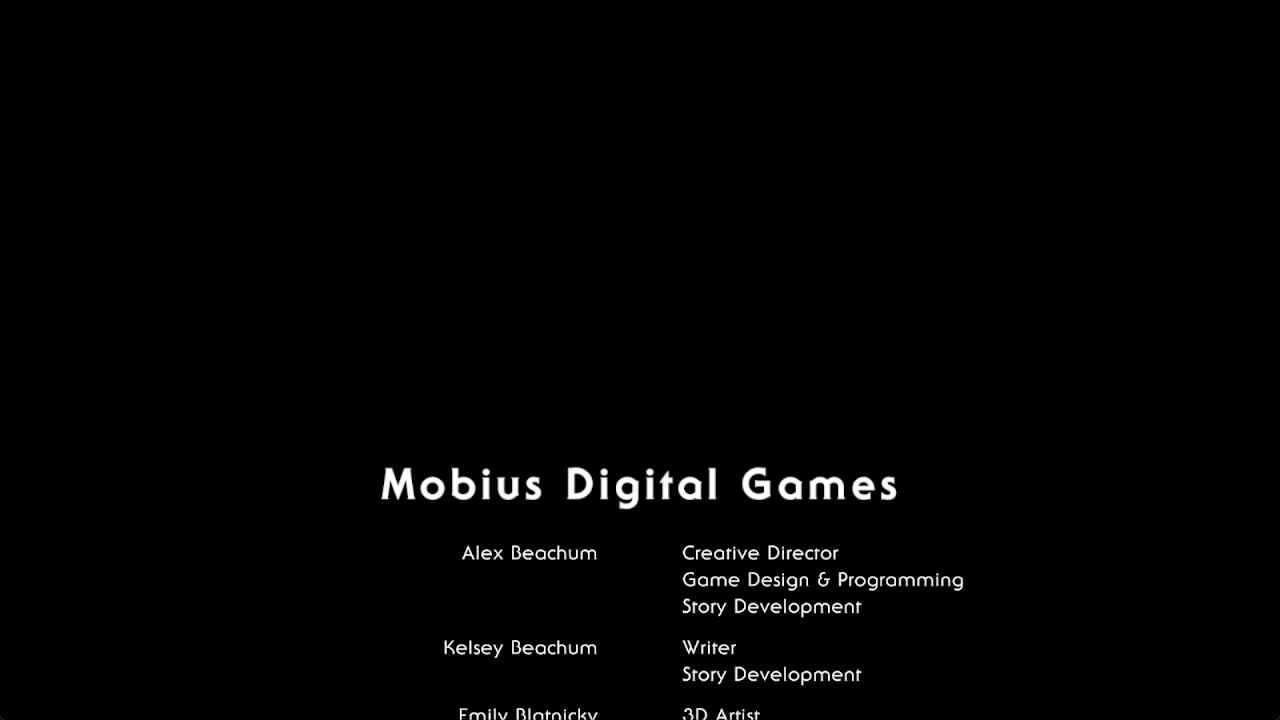 Mobius Digital Games
Alex Beachum Creative Director
Game Design & Programming
Story Development
Kelsey Beachum Writer
Story Development
Emily Blatnicky 3D Artist